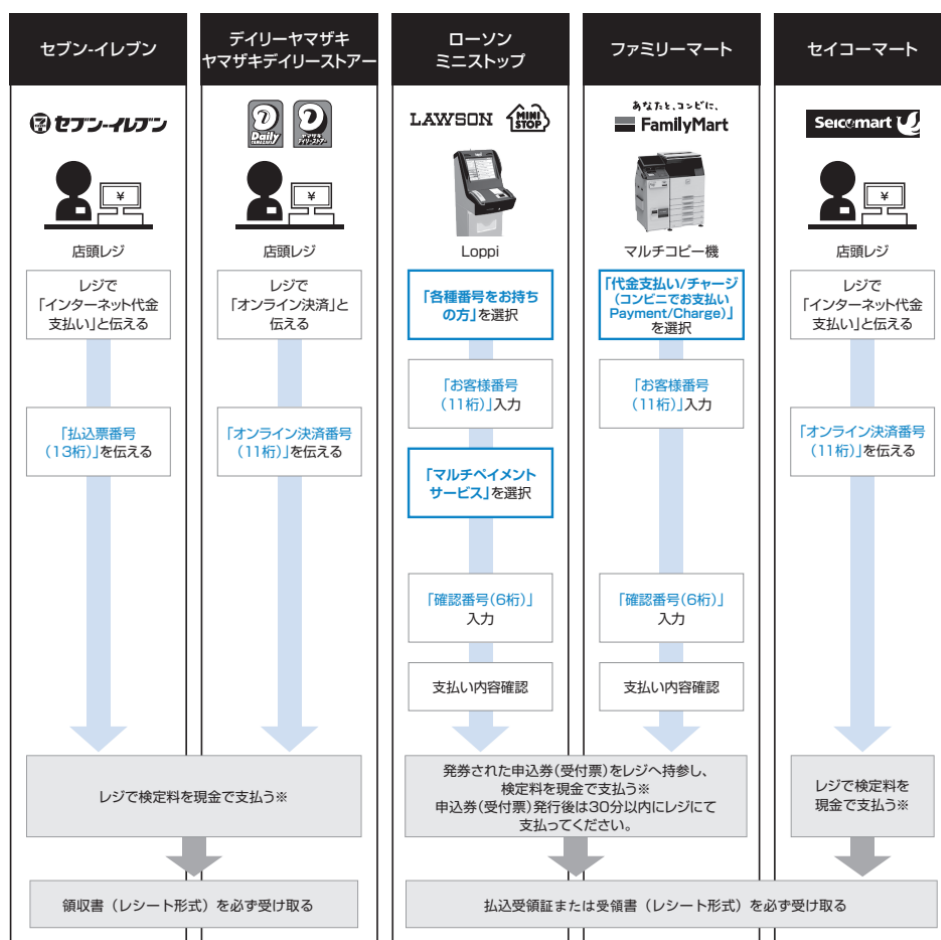 セブン-イレブン
セブン-イレブン
¥
店頭レジ
レジで
「インターネット代金
支払い」と伝える
「払込票番号
(13桁)」を伝える
デイリーヤマザキ
ヤマザキデイリーストアー
Daily
YAMAZAKI
ヤマザキ
デイリーストアー
¥
店頭レジ
レジで
「オンライン決済」と
伝える
「オンライン決済番号
(11桁)」を伝える
ローソン
ミニストップ
LAWSON
MINI
STOP
Loppi
「各種番号をお持ち
の方」を選択
「お客様番号
(11桁)」入力
「マルチペイメント
サービス」を選択
「確認番号(6桁)」
入力
支払い内容確認
ファミリーマート
あなたと、コンビに、
FamilyMart
マルチコピー機
「代金支払い/チャージ
(コンビニでお支払い
Payment/Charge)」
を選択
「お客様番号
(11桁)」入力
「確認番号(6桁)」
入力
支払い内容確認
セイコーマート
Seicomart
¥
店頭レジ
レジで
「インターネット代金
支払い」と伝える
「オンライン決済番号
(11桁)」を伝える
レジで検定料を現金で支払う※
発券された申込券(受付票)をレジへ持参し、
検定料を現金で支払う※
申込券(受付票)発行後は30分以内にレジにて
支払ってください。
レジで検定料を
現金で支払う※
領収書（レシート形式）を必ず受け取る
払込受領証または受領書（レシート形式）を必ず受け取る